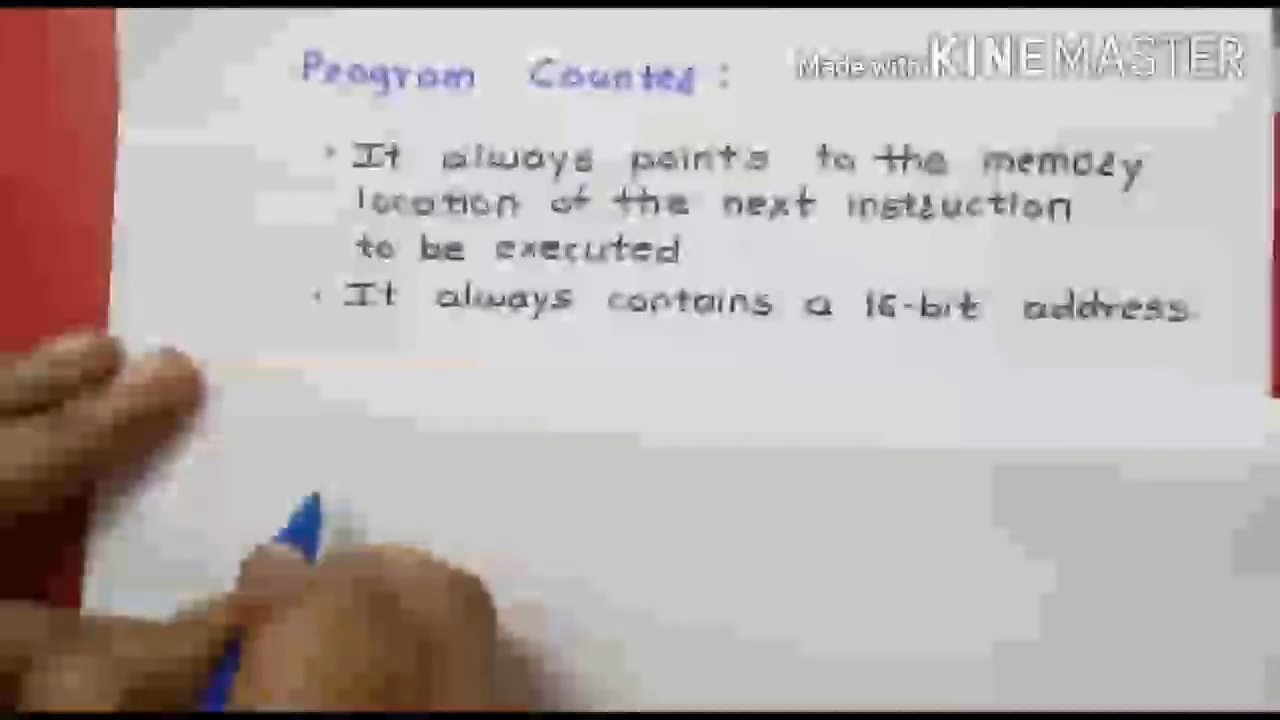 Program Counter :
Made with KINEMASTER
• It always points to the memory
location of the next instruction
to be executed
• It always contains a 16-bit address